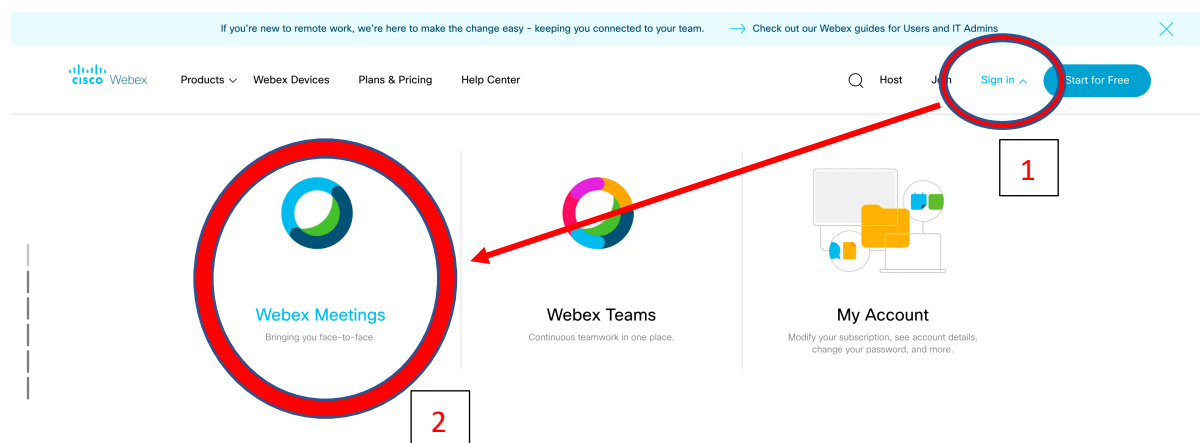 If you're new to remote work, we're here to make the change easy - keeping you connected to your team. Check out our Webex guides for Users and IT Admins
CISCO Webex Products Webex Devices Plans & Pricing Help Center Host Join Sign in Start for Free
1
Webex Meetings
Bringing you face-to-face.
Webex Teams
Continuous teamwork in one place.
My Account
Modify your subscription, see account details,
change your password, and more.
2